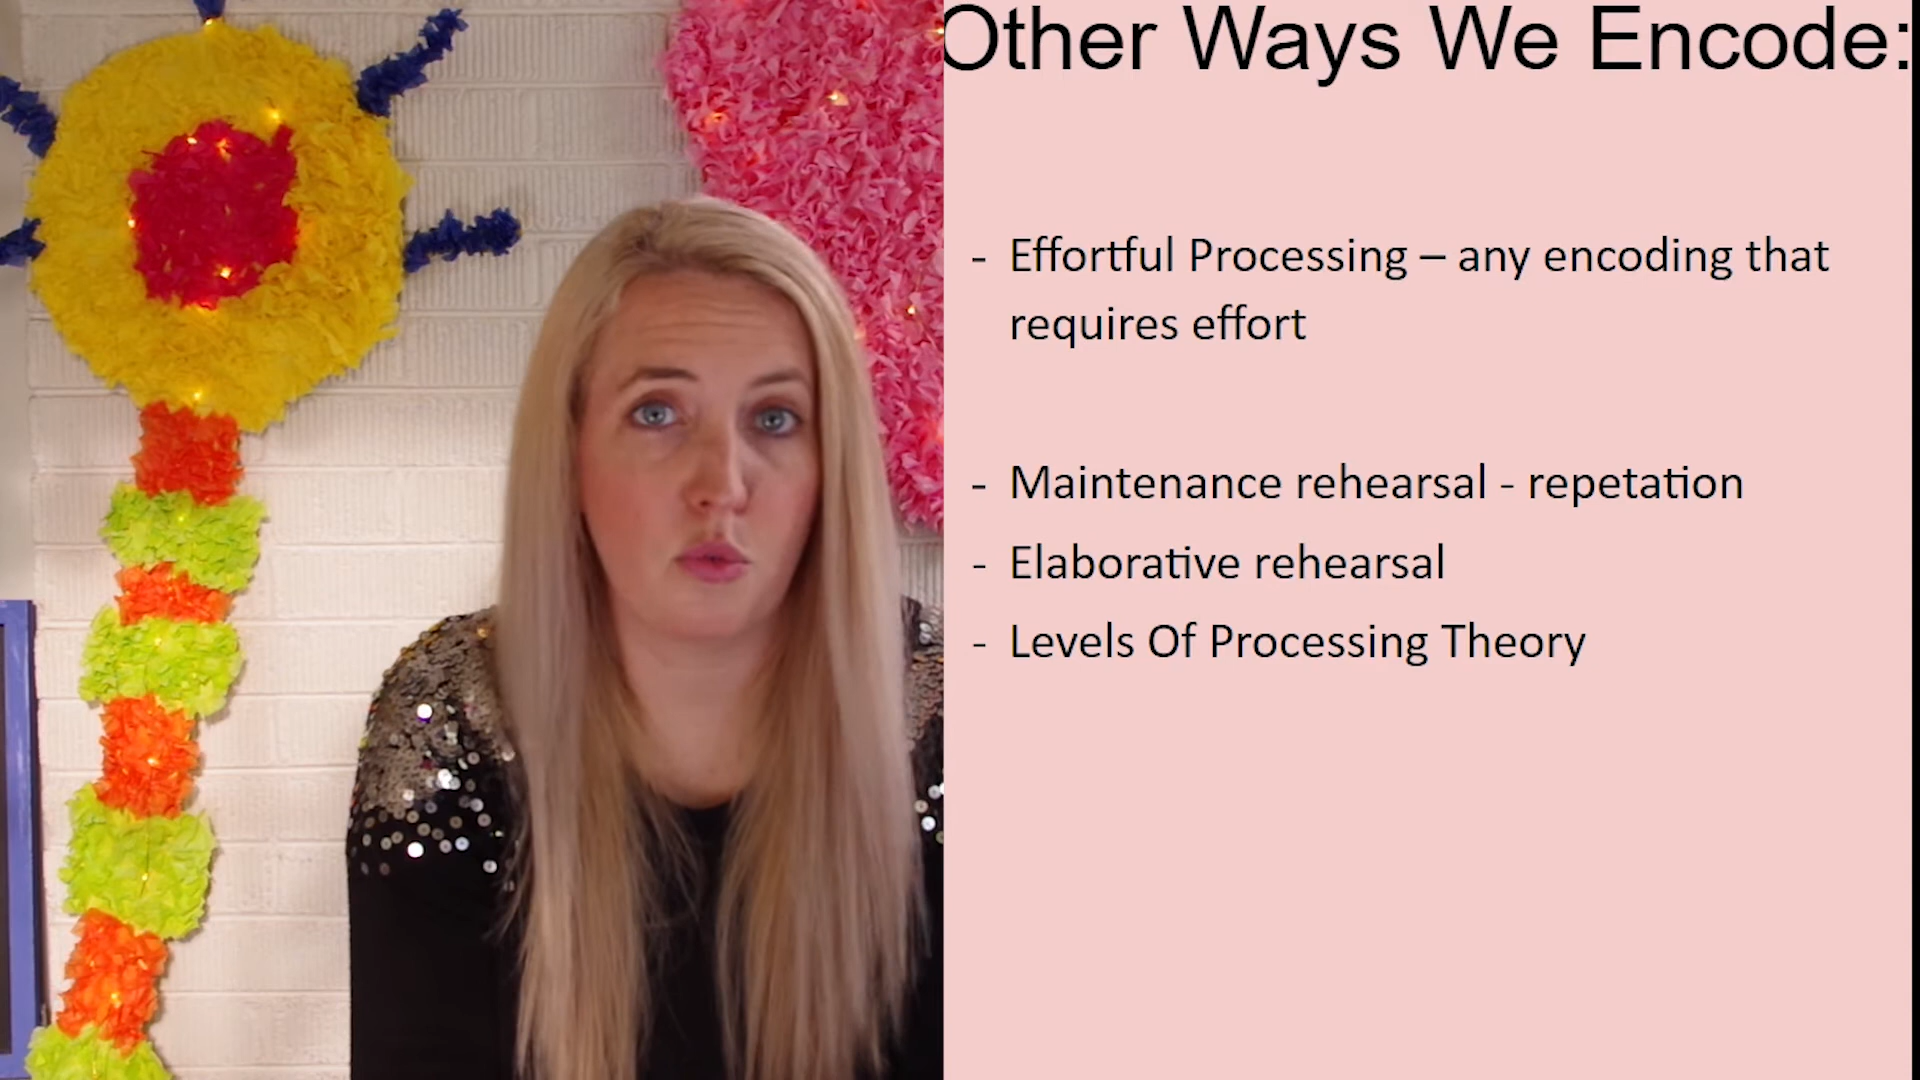 Other Ways We Encode:
- Effortful Processing – any encoding that
requires effort
- Maintenance rehearsal - repetation
- Elaborative rehearsal
- Levels Of Processing Theory